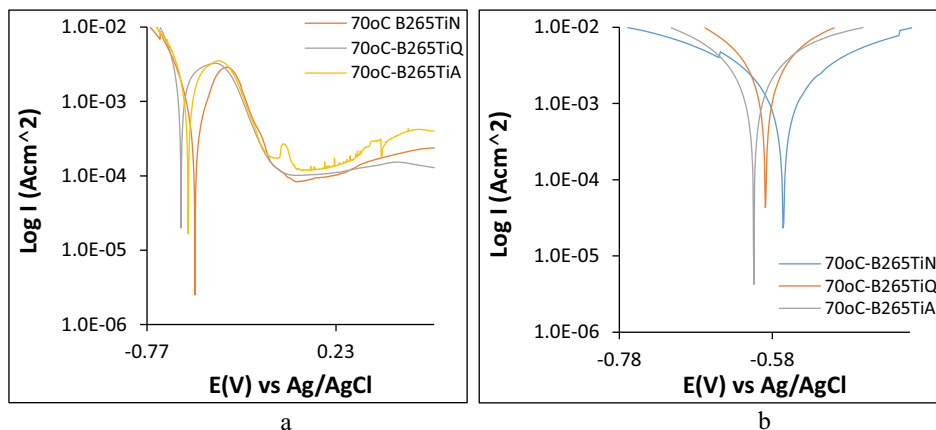 1.0E-02
1.0E-03
1.0E-04
1.0E-05
1.0E-06
Log I (Acm^2)
-0.77
0.23
E(V) vs Ag/AgCl
70oC B265TiN
70oC-B265TiQ
70oC-B265TiA
a
1.0E-02
1.0E-03
1.0E-04
1.0E-05
1.0E-06
Log I (Acm^2)
-0.78
-0.58
E(V) vs Ag/AgCl
70oC-B265TiN
70oC-B265TiQ
70oC-B265TiA
b